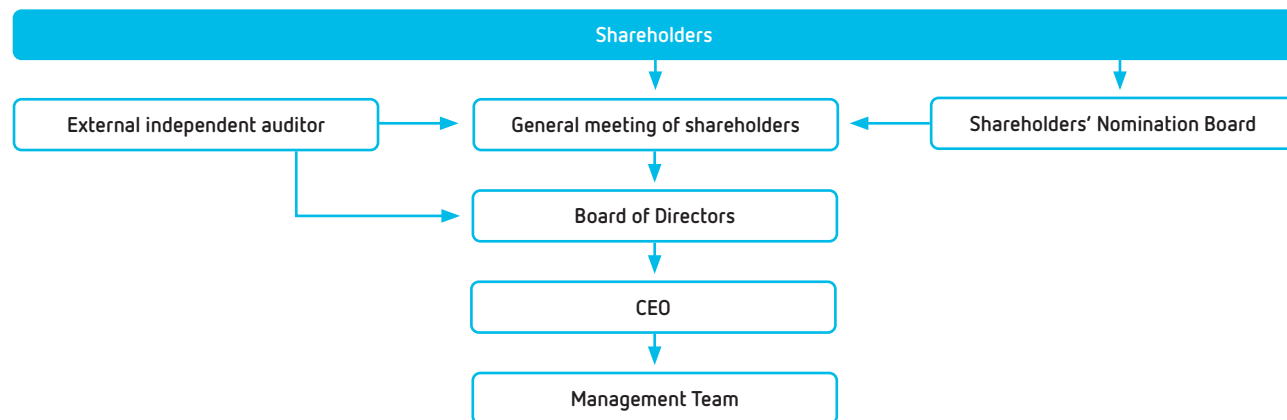 Shareholders
External independent auditor
General meeting of shareholders
Shareholders’ Nomination Board
Board of Directors
CEO
Management Team